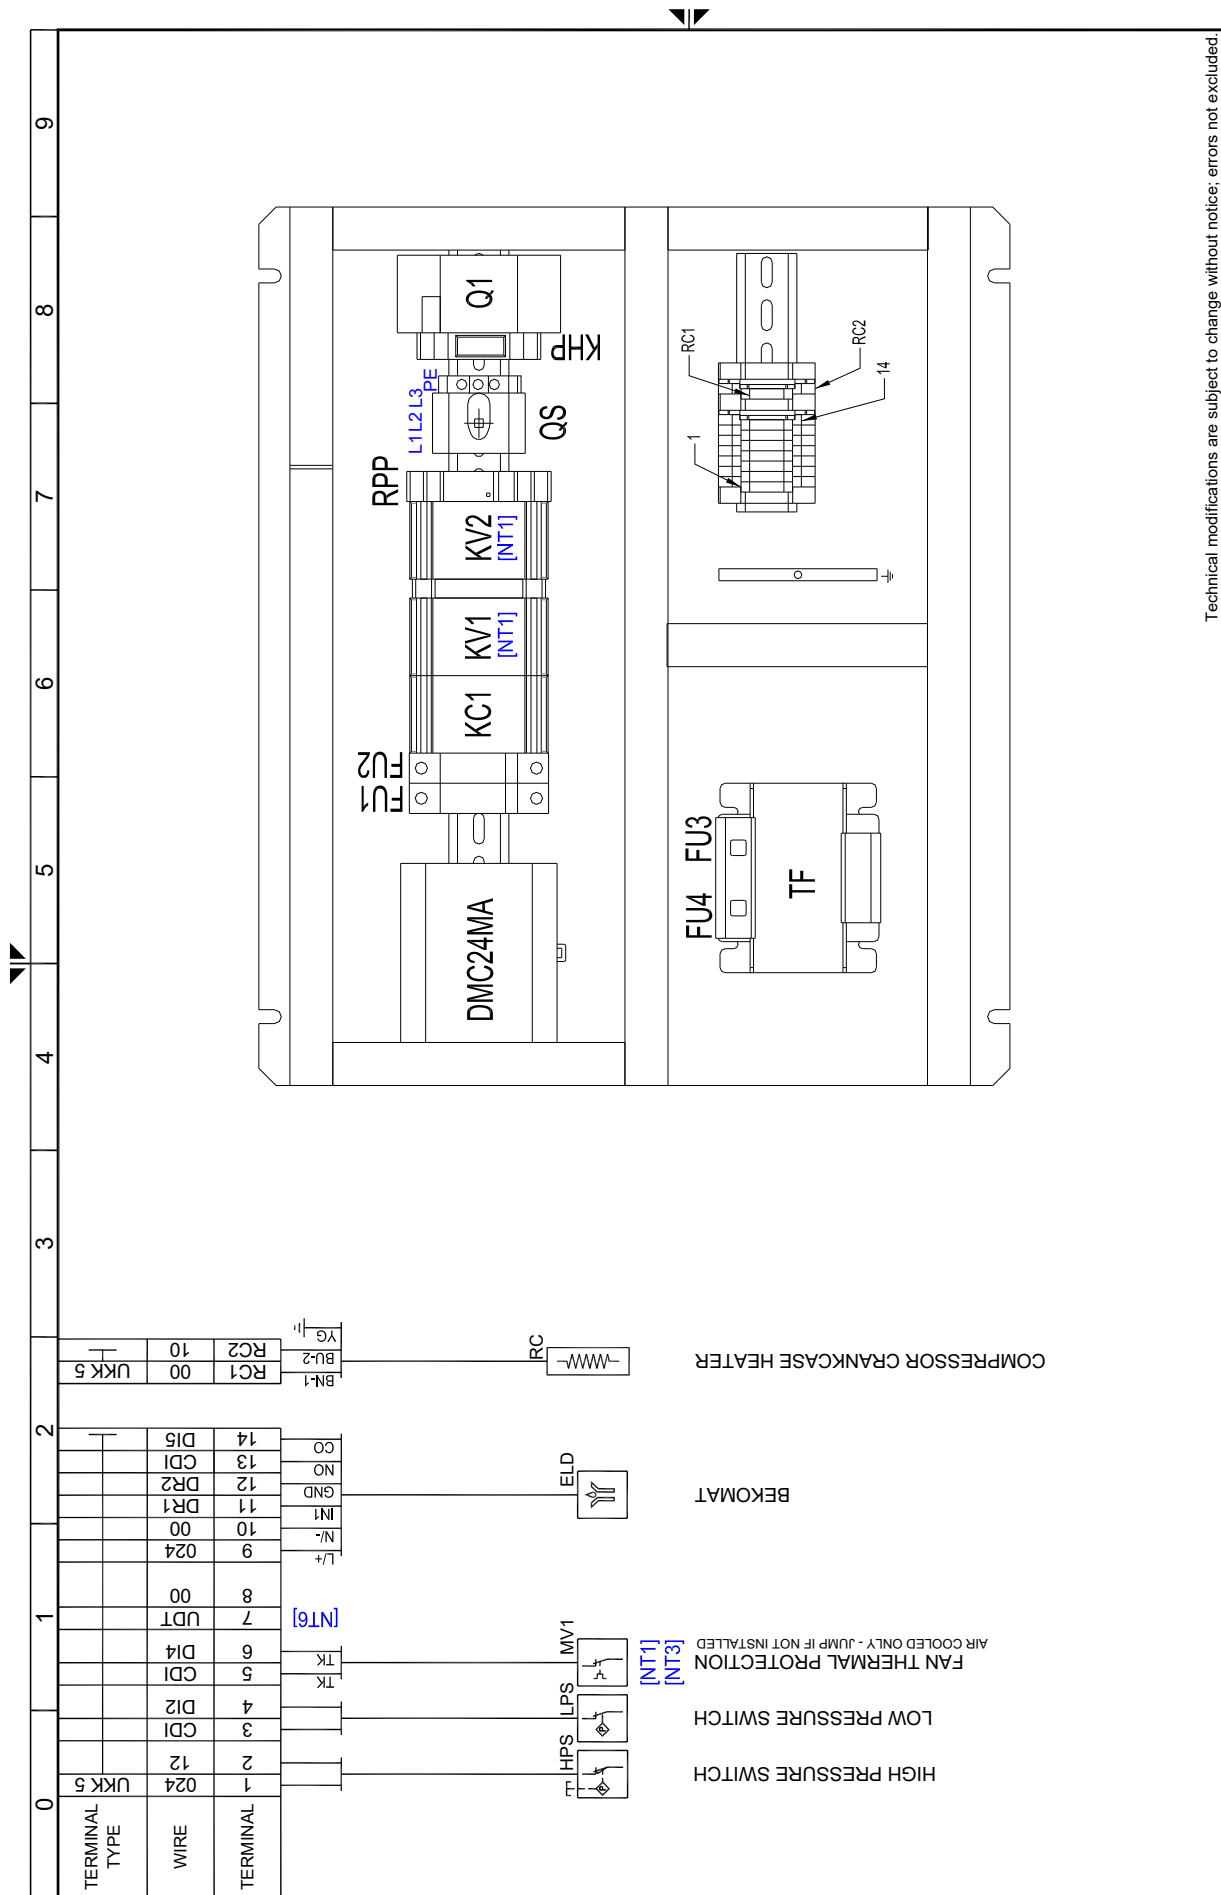 0 1 2 3 4 5 6 7 8 9
TERMINAL TYPE
UKK 5
UKK 5
WIRE
024
12
CDI
DI2
CDI
DI4
UDT
00
024
00
DR1
DR2
CDI
DI5
00
10
TERMINAL
1
2
3
4
5
6
7
8
9
10
11
12
13
14
RC1
RC2
TK
TK
[NT6]
L/+
N/-
IN1
GND
NO
CO
BN-1
BU-2
YG
HPS
LPS
MV1
ELD
RC
[NT1]
[NT3]
HIGH PRESSURE SWITCH
LOW PRESSURE SWITCH
FAN THERMAL PROTECTION
AIR COOLED ONLY - JUMP IF NOT INSTALLED
BEKOMAT
COMPRESSOR CRANKCASE HEATER
DMC24MA
FU1
FU2
KC1
KV1
[NT1]
KV2
[NT1]
RPP
QS
L1 L2 L3
PE
KHP
Q1
FU4
FU3
TF
1
RC1
14
RC2
Technical modifications are subject to change without notice; errors not excluded.